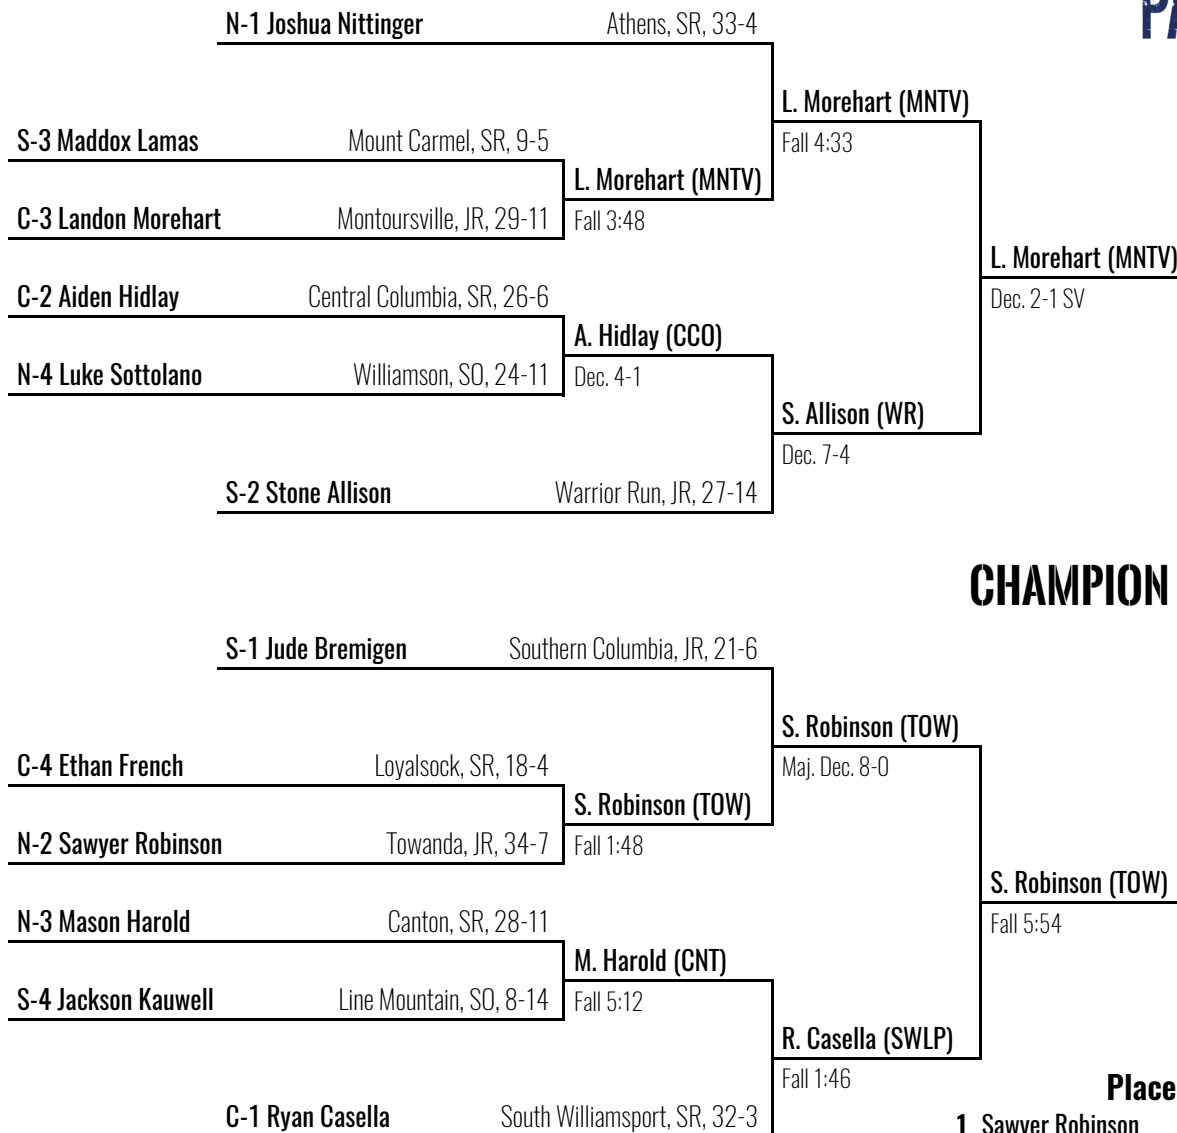 N-1 Joshua Nittinger Athens, SR, 33-4
L. Morehart (MNTV)
S-3 Maddox Lamas Mount Carmel, SR, 9-5
Fall 4:33
L. Morehart (MNTV)
C-3 Landon Morehart Montoursville, JR, 29-11
Fall 3:48
L. Morehart (MNTV)
C-2 Aiden Hidlay Central Columbia, SR, 26-6
Dec. 2-1 SV
A. Hidlay (CCO)
N-4 Luke Sottolano Williamson, SO, 24-11
Dec. 4-1
S. Allison (WR)
Dec. 7-4
S-2 Stone Allison Warrior Run, JR, 27-14
CHAMPION
S-1 Jude Bremigen Southern Columbia, JR, 21-6
S. Robinson (TOW)
C-4 Ethan French Loyalsock, SR, 18-4
Maj. Dec. 8-0
S. Robinson (TOW)
N-2 Sawyer Robinson Towanda, JR, 34-7
Fall 1:48
S. Robinson (TOW)
N-3 Mason Harold Canton, SR, 28-11
Fall 5:54
M. Harold (CNT)
S-4 Jackson Kauwell Line Mountain, SO, 8-14
Fall 5:12
R. Casella (SWLP)
Fall 1:46
Place
C-1 Ryan Casella South Williamsport, SR, 32-3
1 Sawyer Robinson